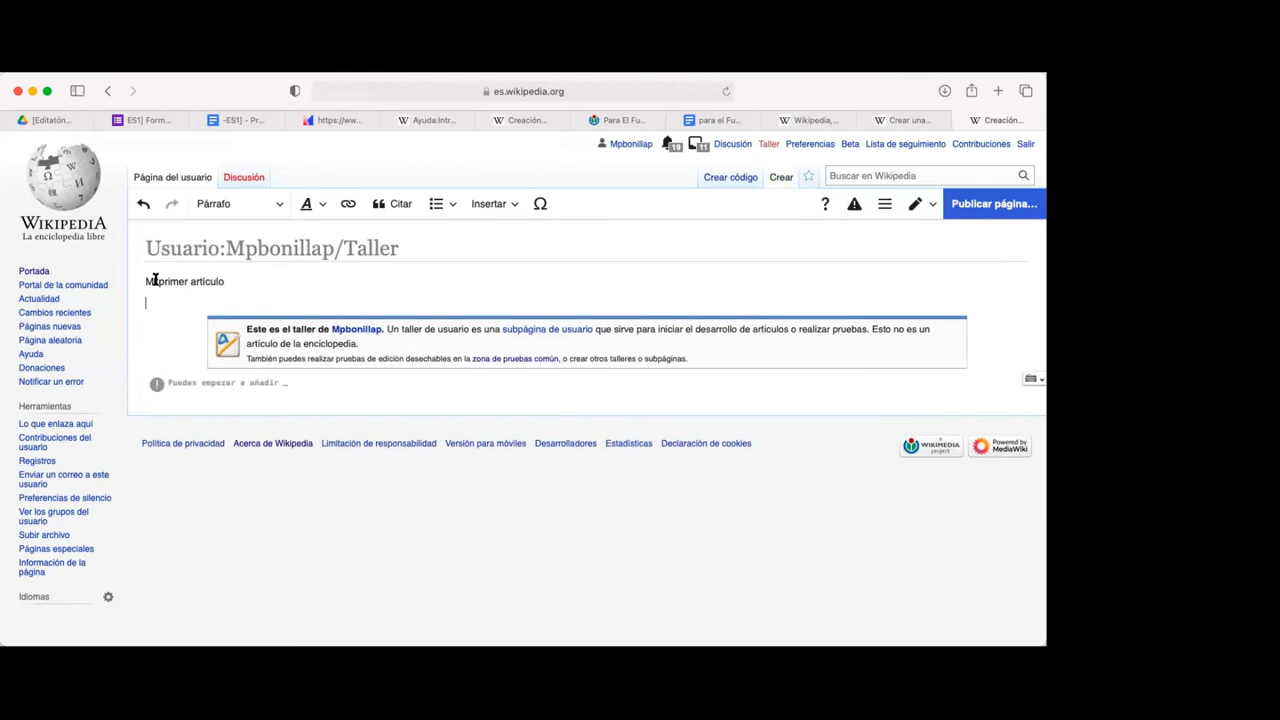 es.wikipedia.org
[Editatón...
ES1] Form...
-ES1] - Pr...
https://ww...
Ayuda:Intr...
Creación...
Para El Fu...
para el Fu...
Wikipedia,...
Crear una...
Creación...
Mpbonillap
19
11
Discusión
Taller
Preferencias
Beta
Lista de seguimiento
Contribuciones
Salir
Página del usuario
Discusión
Crear código
Crear
Buscar en Wikipedia
Párrafo
A
Citar
Insertar
Ω
?
Publicar página...
WIKIPEDIA
La enciclopedia libre
Usuario:Mpbonillap/Taller
primer artículo
Este es el taller de Mpbonillap. Un taller de usuario es una subpágina de usuario que sirve para iniciar el desarrollo de artículos o realizar pruebas. Esto no es un
artículo de la enciclopedia.
También puedes realizar pruebas de edición desechables en la zona de pruebas común, o crear otros talleres o subpáginas.
Puedes empezar a añadir …
Portada
Portal de la comunidad
Actualidad
Cambios recientes
Páginas nuevas
Página aleatoria
Ayuda
Donaciones
Notificar un error
Herramientas
Lo que enlaza aquí
Contribuciones del
usuario
Registros
Enviar un correo a este
usuario
Preferencias de silencio
Ver los grupos del
usuario
Subir archivo
Páginas especiales
Información de la
página
Idiomas
Política de privacidad
Acerca de Wikipedia
Limitación de responsabilidad
Versión para móviles
Desarrolladores
Estadísticas
Declaración de cookies
A
WIKIMEDIA
project
Powered by
MediaWiki